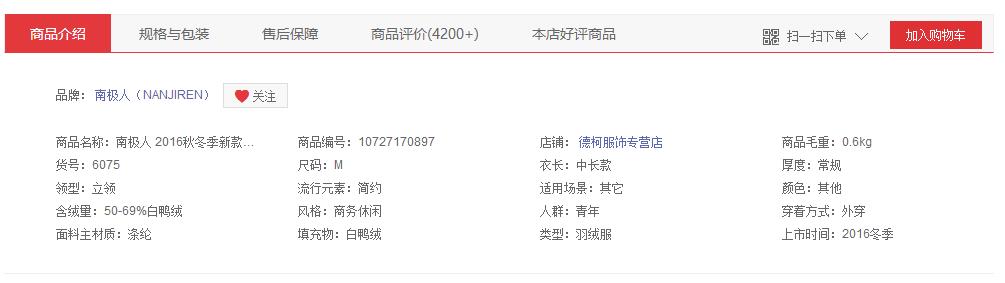 商品介绍 规格与包装 售后保障 商品评价(4200+) 本店好评商品 扫一扫下单 加入购物车
品牌： 南极人（NANJIREN） 关注
商品名称：南极人 2016秋冬季新款... 商品编号：10727170897 店铺： 德柯服饰专营店 商品毛重：0.6kg
货号：6075 尺码：M 衣长：中长款 厚度：常规
领型：立领 流行元素：简约 适用场景：其它 颜色：其他
含绒量：50-69%白鸭绒 风格：商务休闲 人群：青年 穿着方式：外穿
面料主材质：涤纶 填充物：白鸭绒 类型：羽绒服 上市时间：2016冬季